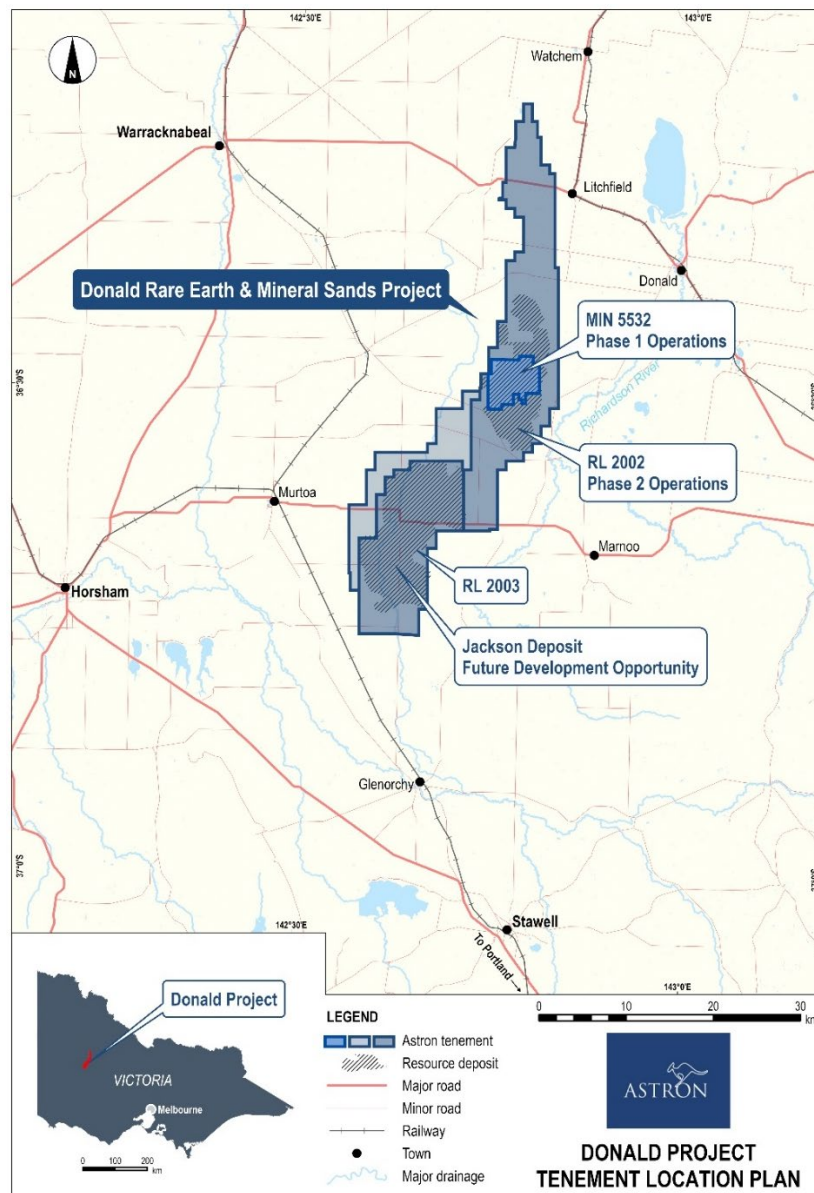 142°30'E
143°0'E
N
Watchem
Warracknabeal
Litchfield
Donald
Donald Rare Earth & Mineral Sands Project
MIN 5532
Phase 1 Operations
36°30'S
Richardson River
RL 2002
Phase 2 Operations
Murtoa
Marnoo
RL 2003
Horsham
Jackson Deposit
Future Development Opportunity
Glenorchy
37°0'S
142°30'E
Stawell
To Portland
143°0'E
0 10 20 30
km
Donald Project
VICTORIA
Melbourne
0 100 200
km
LEGEND
Astron tenement
Resource deposit
Major road
Minor road
Railway
Town
Major drainage
ASTRON
DONALD PROJECT
TENEMENT LOCATION PLAN